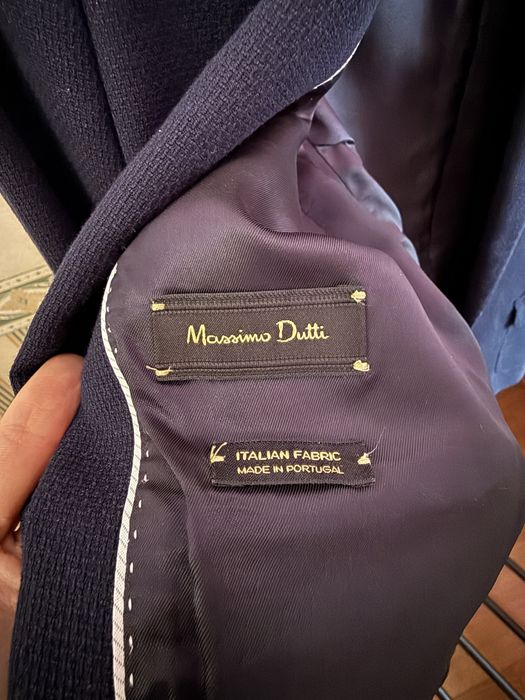 Massimo Dutti
ITALIAN FABRIC
MADE IN PORTUGAL